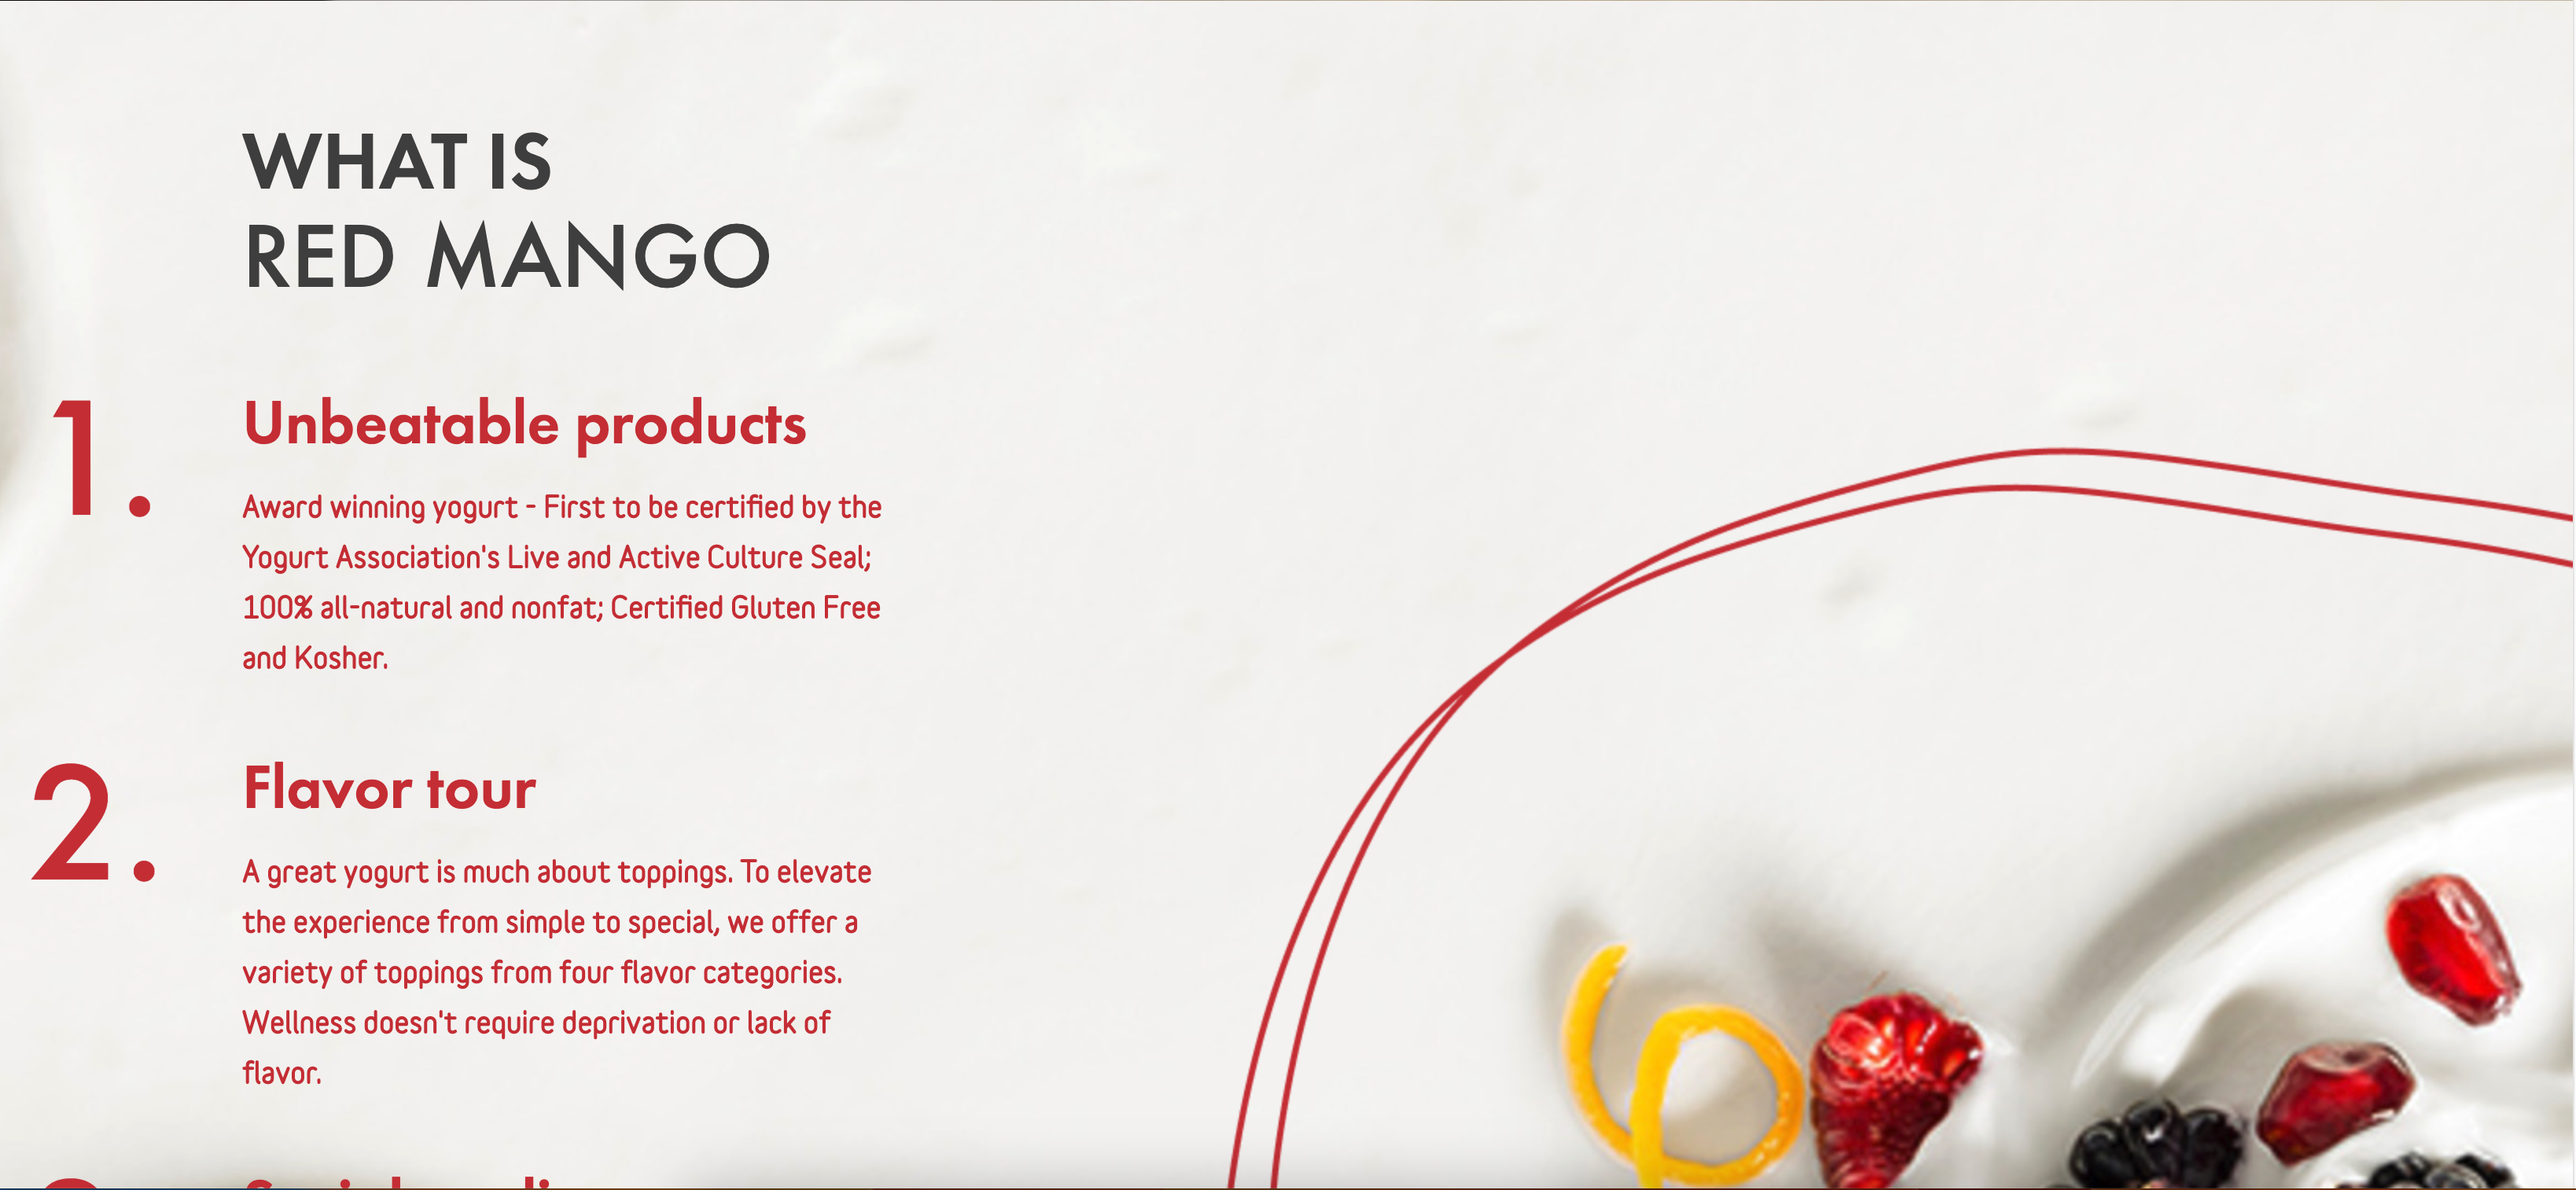 WHAT IS
RED MANGO
1.
Unbeatable products
Award winning yogurt - First to be certified by the
Yogurt Association's Live and Active Culture Seal;
100% all-natural and nonfat; Certified Gluten Free
and Kosher.
2.
Flavor tour
A great yogurt is much about toppings. To elevate
the experience from simple to special, we offer a
variety of toppings from four flavor categories.
Wellness doesn't require deprivation or lack of
flavor.